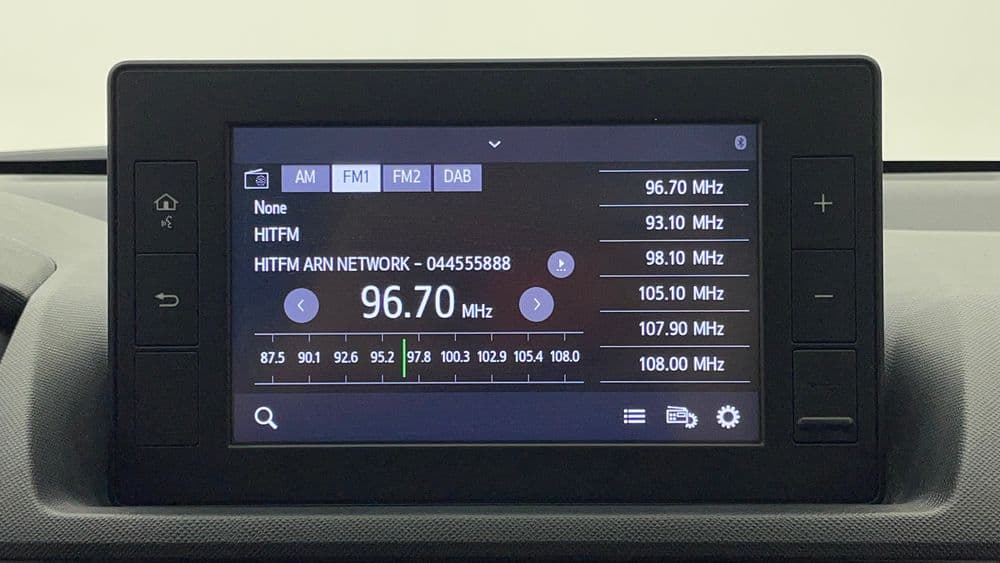 AM FM1 FM2 DAB
None
HITFM
HITFM ARN NETWORK - 044555888
96.70 MHz
87.5 90.1 92.6 95.2 97.8 100.3 102.9 105.4 108.0
96.70 MHz
93.10 MHz
98.10 MHz
105.10 MHz
107.90 MHz
108.00 MHz
+
−